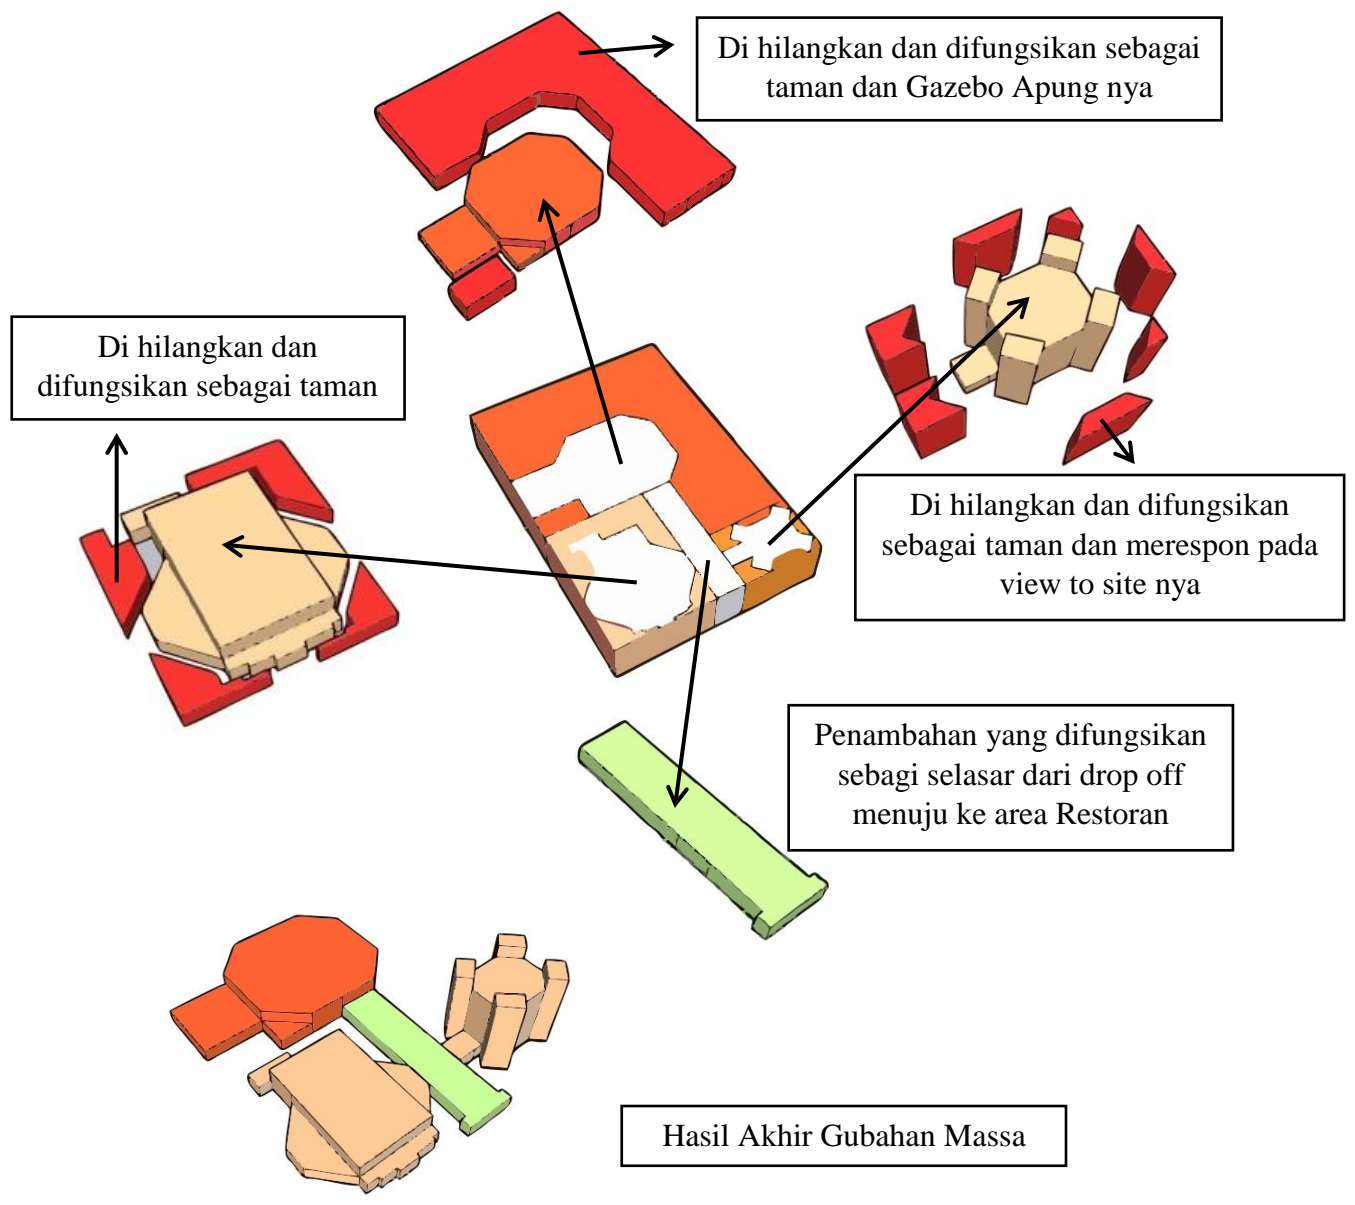 Di hilangkan dan difungsikan sebagai
taman dan Gazebo Apung nya
Di hilangkan dan
difungsikan sebagai taman
Di hilangkan dan difungsikan
sebagai taman dan merespon pada
view to site nya
Penambahan yang difungsikan
sebagi selasar dari drop off
menuju ke area Restoran
Hasil Akhir Gubahan Massa